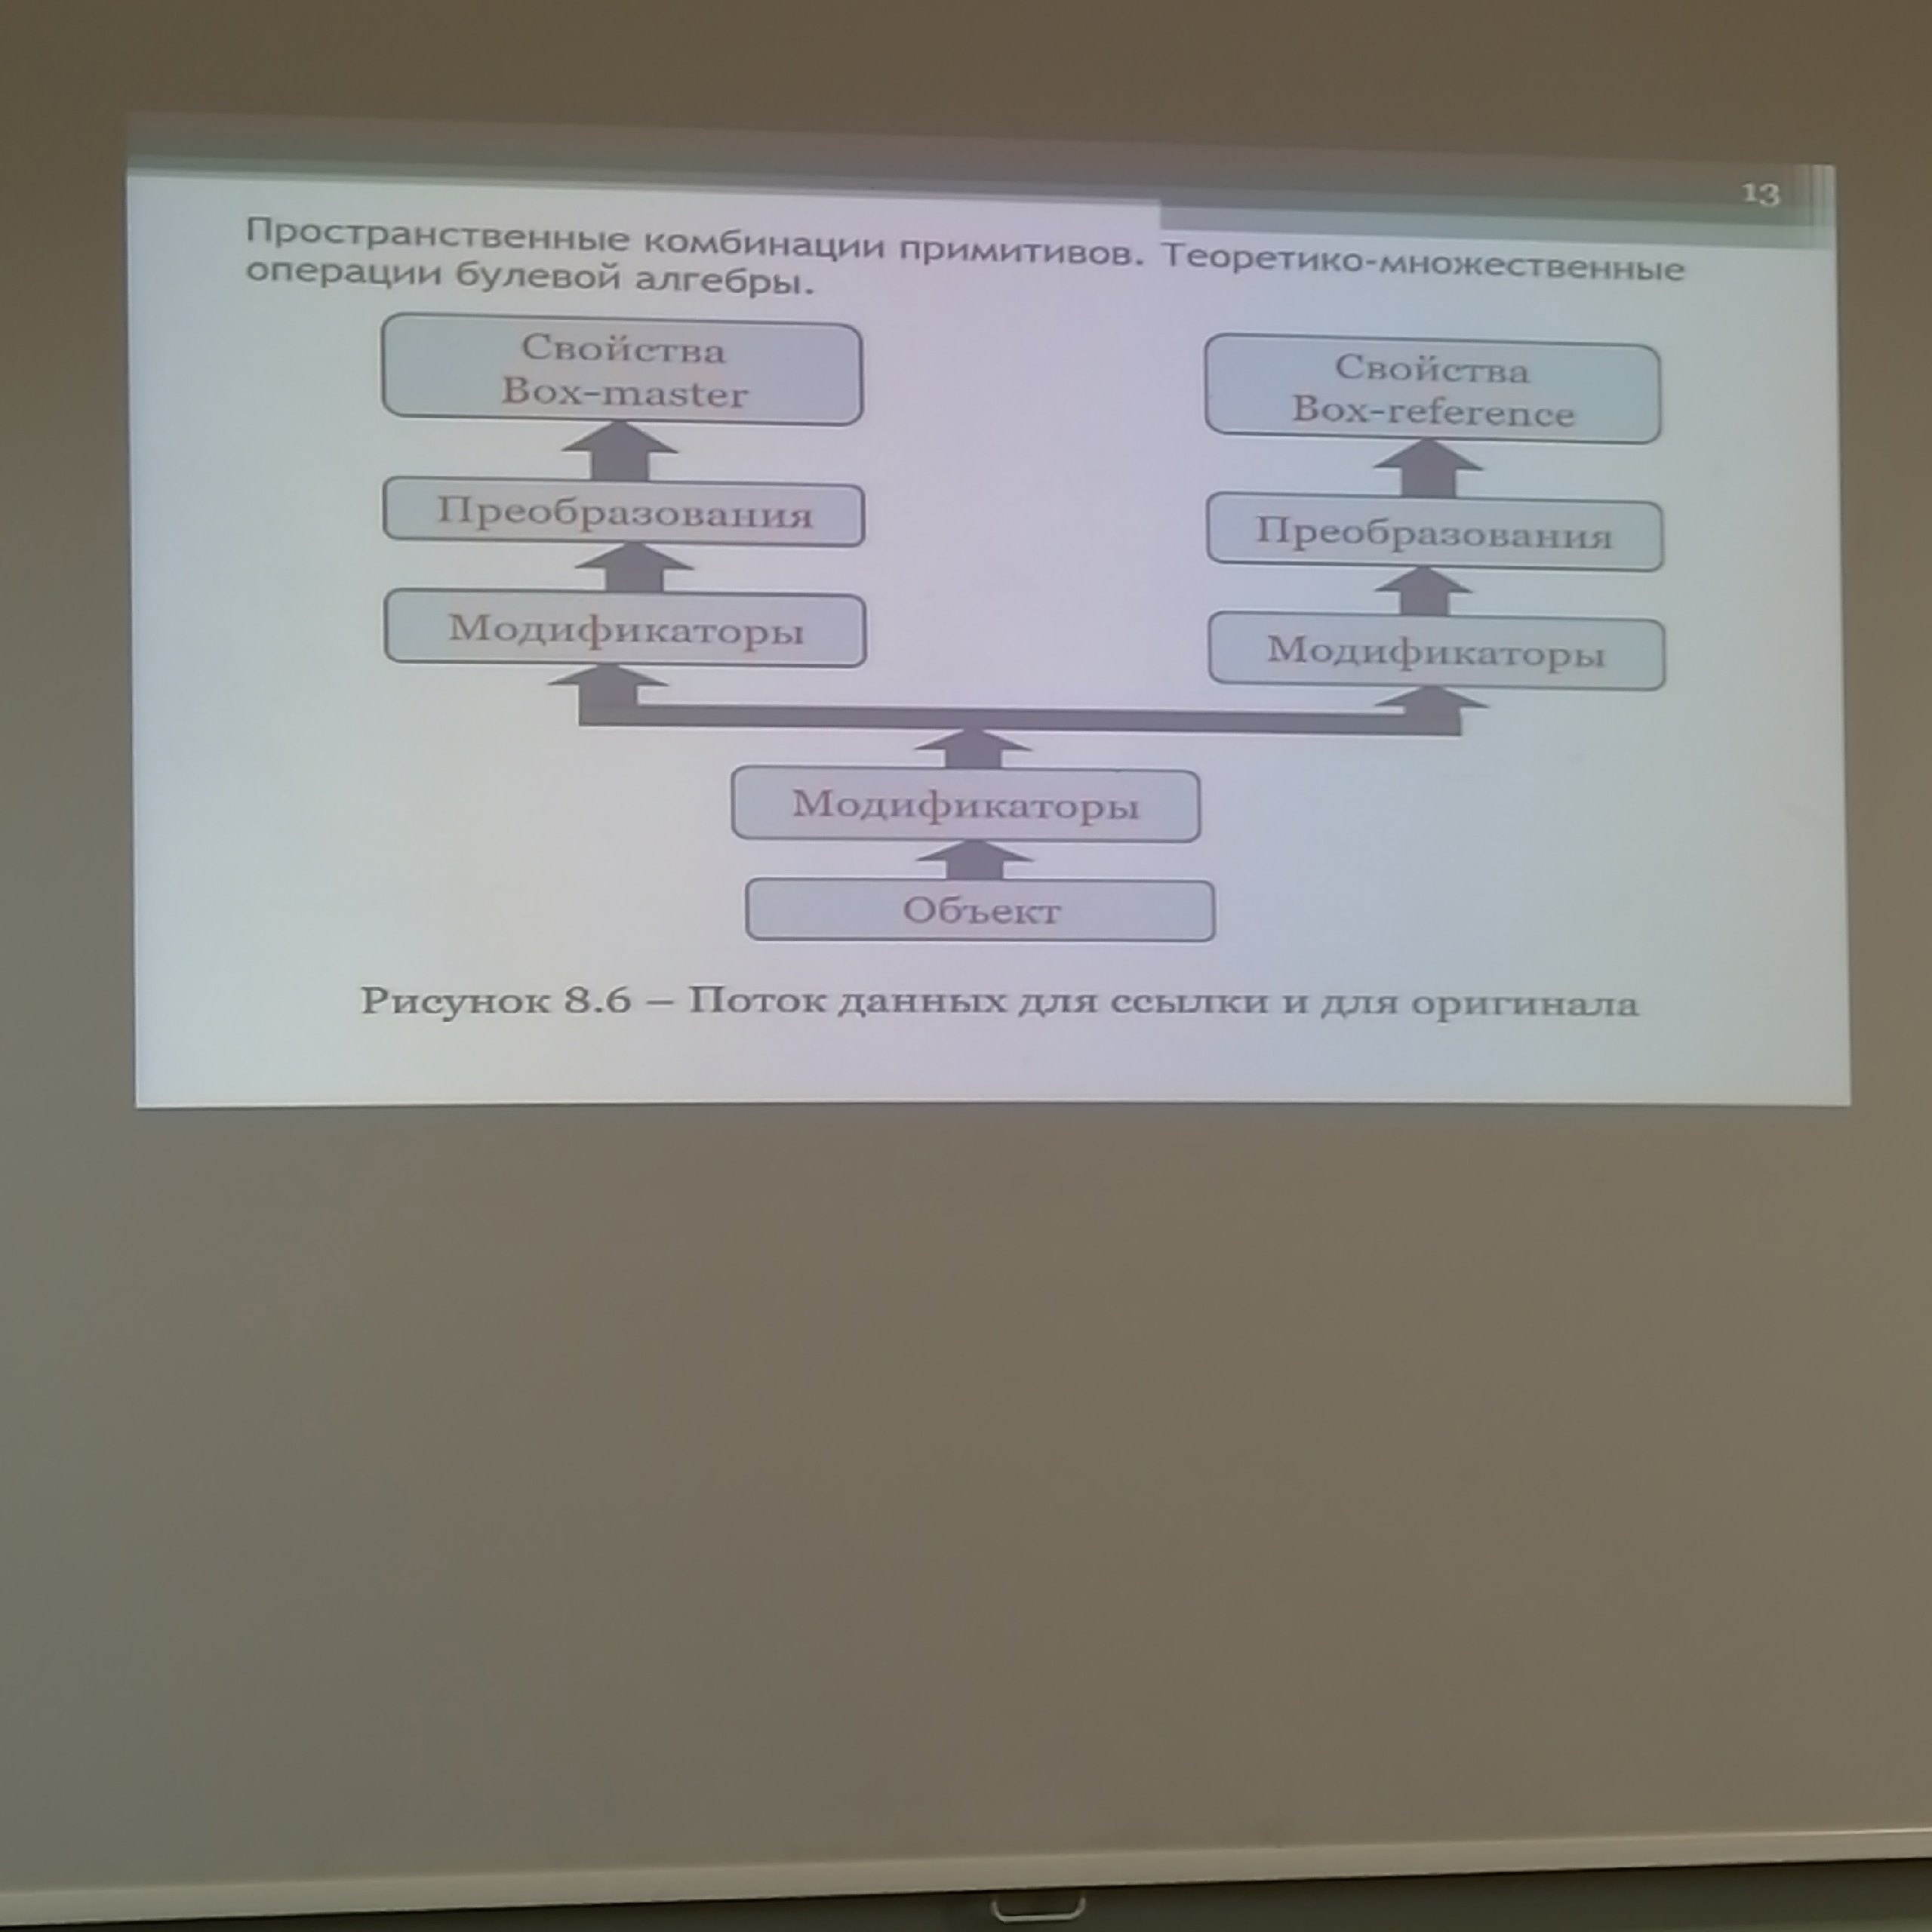 13
Пространственные комбинации примитивов. Теоретико-множественные
операции булевой алгебры.
Свойства
Box-master
Свойства
Box-reference
Преобразования
Преобразования
Модификаторы
Модификаторы
Модификаторы
Объект
Рисунок 8.6 – Поток данных для ссылки и для оригинала